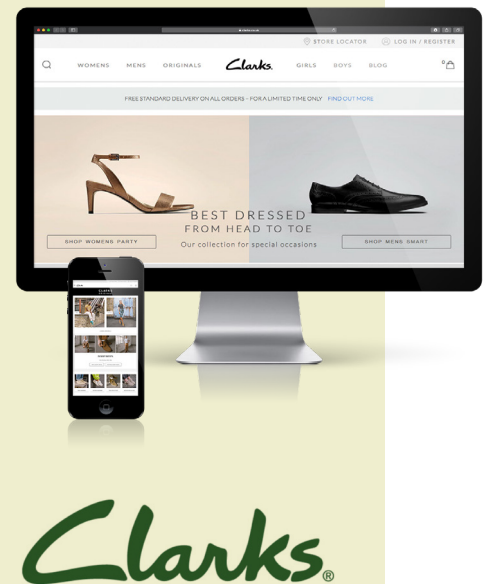 STORE LOCATOR LOG IN / REGISTER
WOMENS MENS ORIGINALS Clarks. GIRLS BOYS BLOG 0
FREE STANDARD DELIVERY ON ALL ORDERS - FOR A LIMITED TIME ONLY FIND OUT MORE
BEST DRESSED
FROM HEAD TO TOE
SHOP WOMENS PARTY Our collection for special occasions SHOP MENS SMART
Clarks®